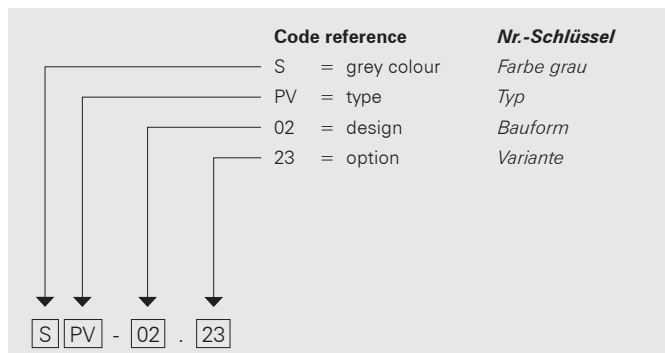 Code reference Nr.-Schlüssel
S = grey colour Farbe grau
PV = type Typ
02 = design Bauform
23 = option Variante
S PV - 02 . 23